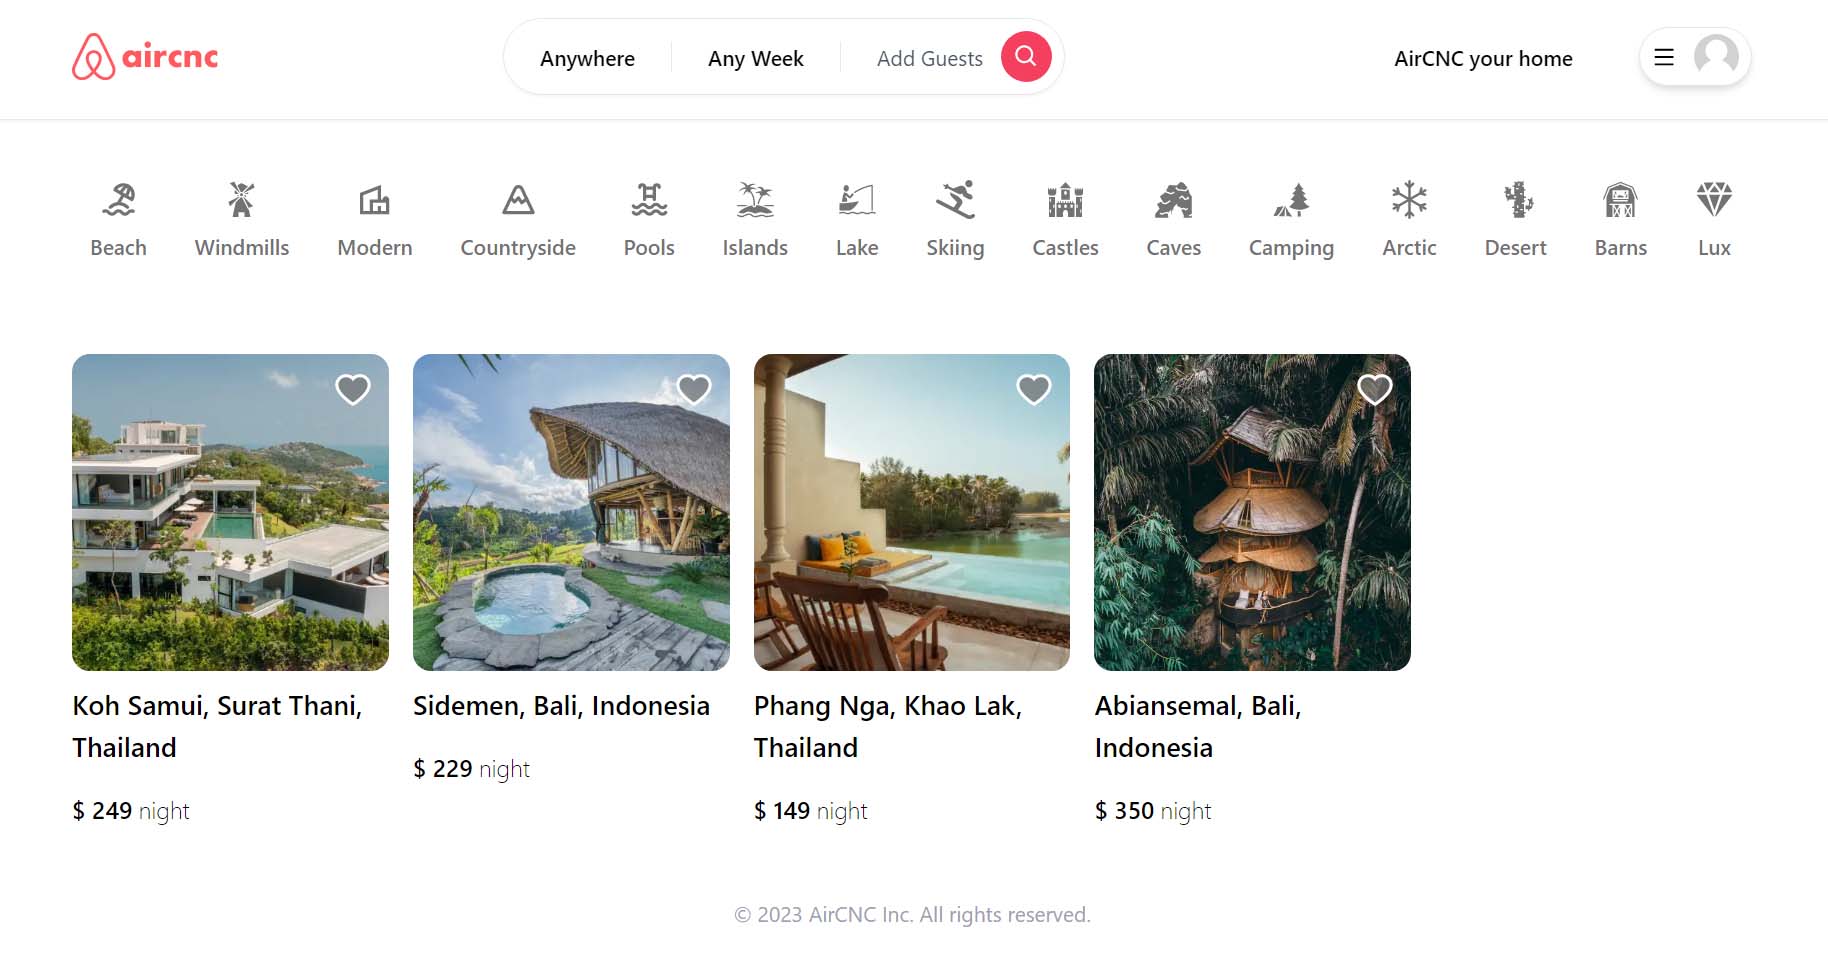 aircnc
Anywhere
Any Week
Add Guests
AirCNC your home
Beach
Windmills
Modern
Countryside
Pools
Islands
Lake
Skiing
Castles
Caves
Camping
Arctic
Desert
Barns
Lux
Koh Samui, Surat Thani,
Thailand
$ 249 night
Sidemen, Bali, Indonesia
$ 229 night
Phang Nga, Khao Lak,
Thailand
$ 149 night
Abiansemal, Bali,
Indonesia
$ 350 night
© 2023 AirCNC Inc. All rights reserved.